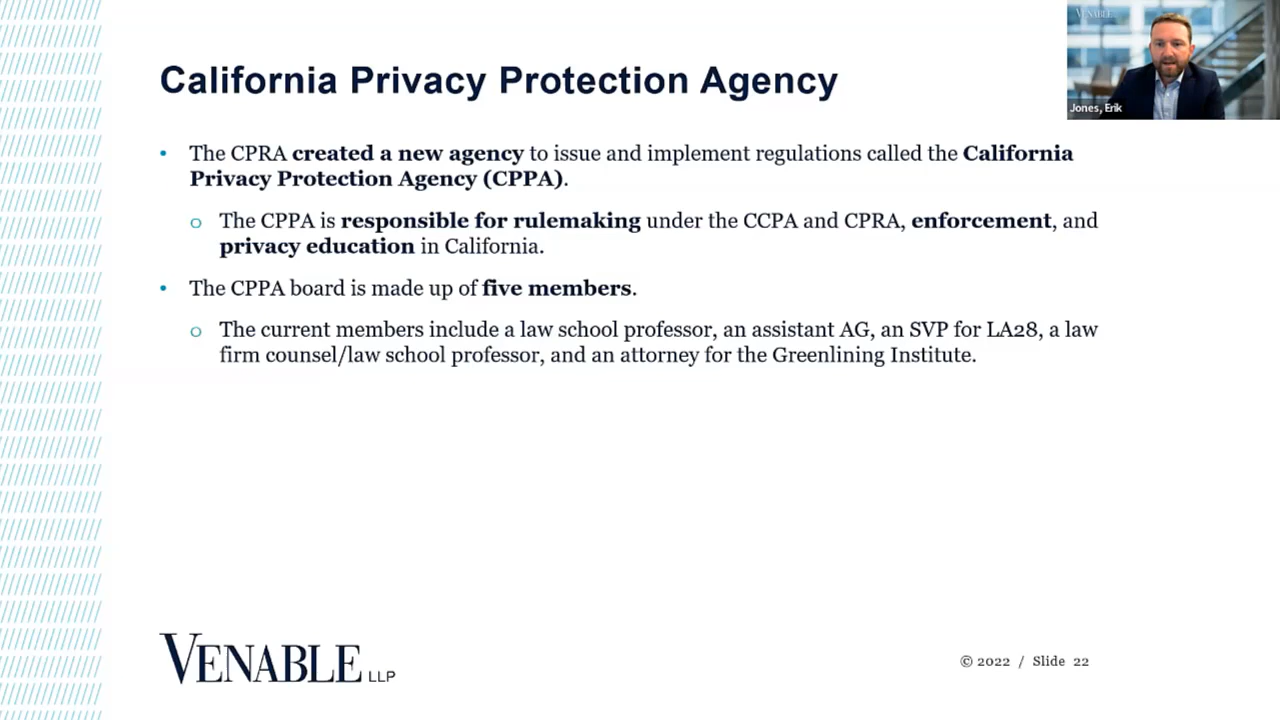 VENABLE
Jones, Erik
California Privacy Protection Agency
• The CPRA created a new agency to issue and implement regulations called the California
Privacy Protection Agency (CPPA).
o The CPPA is responsible for rulemaking under the CCPA and CPRA, enforcement, and
privacy education in California.
• The CPPA board is made up of five members.
o The current members include a law school professor, an assistant AG, an SVP for LA28, a law
firm counsel/law school professor, and an attorney for the Greenlining Institute.
VENABLE LLP
© 2022 / Slide 22